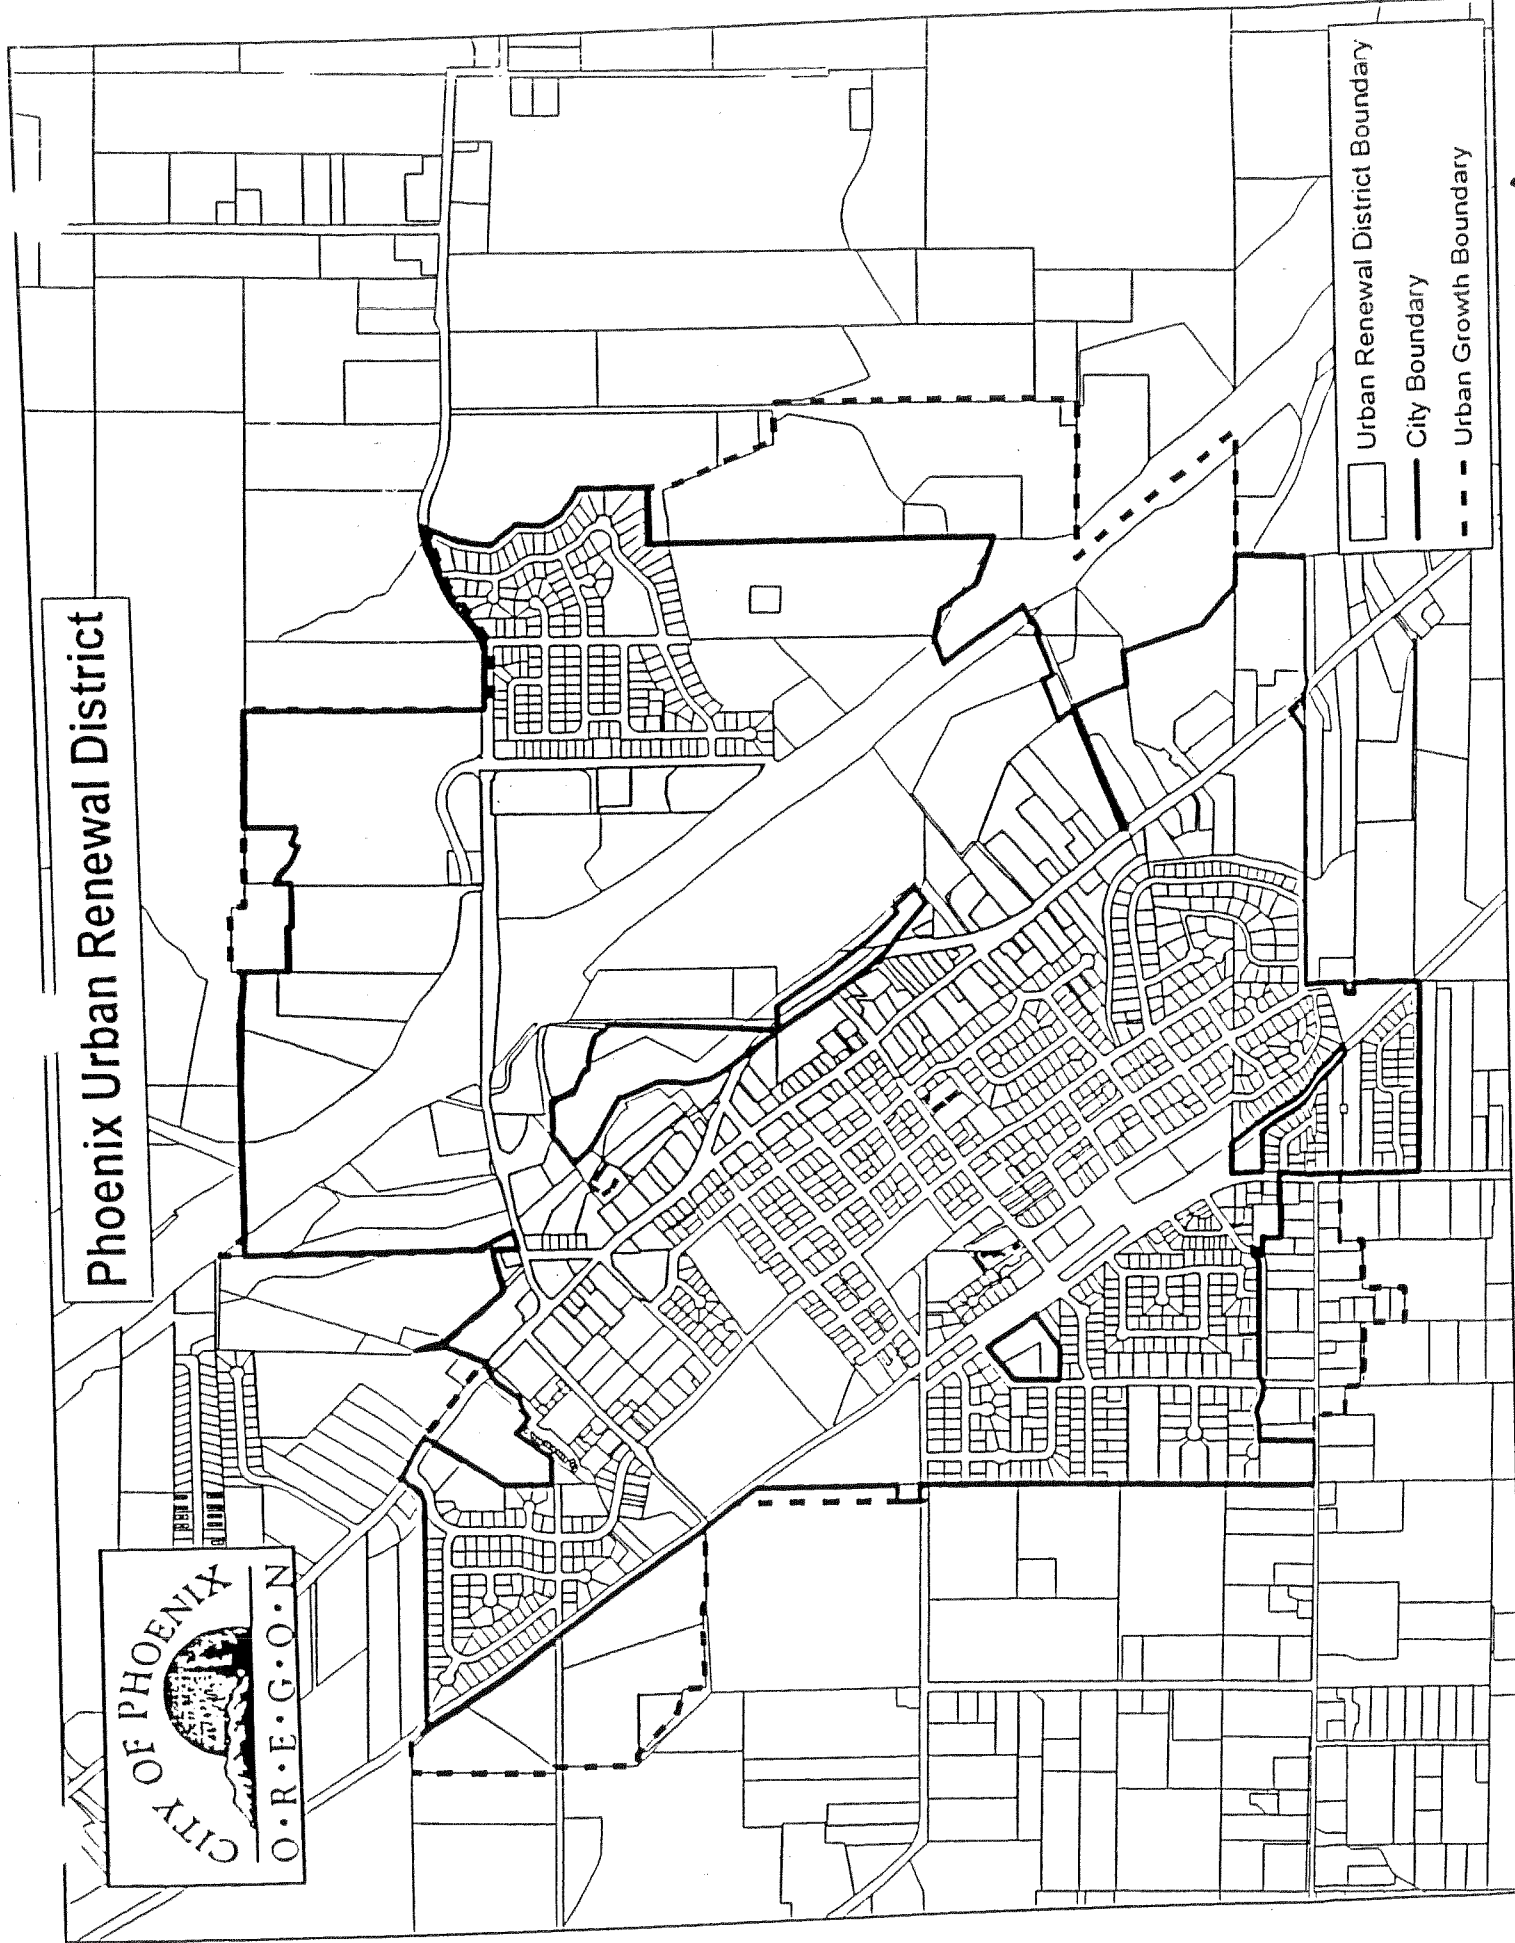 Phoenix Urban Renewal District
CITY OF PHOENIX
O·R·E·G·O·N
Urban Renewal District Boundary
City Boundary
Urban Growth Boundary